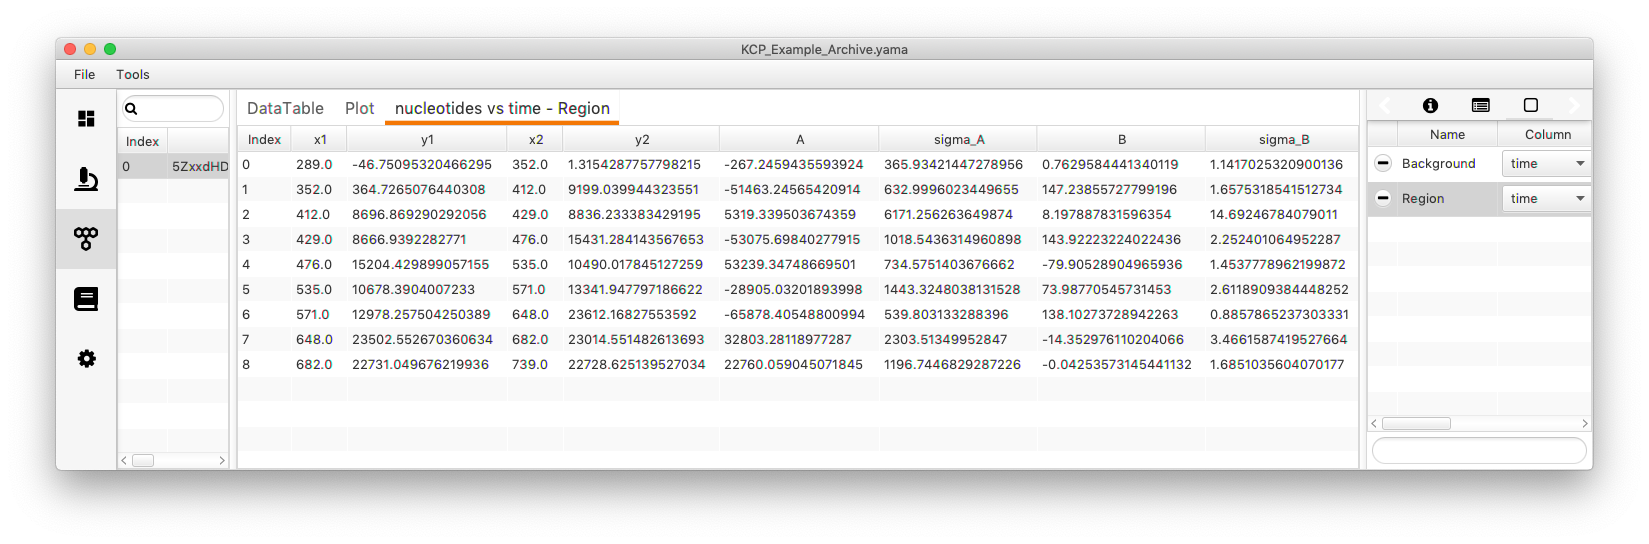 KCP_Example_Archive.yama
File Tools
DataTable Plot nucleotides vs time - Region
Index
Index x1 y1 x2 y2 A sigma_A B sigma_B
Name Column
0 5ZxxdHD
0 289.0 -46.75095320466295 352.0 1.3154287757798215 -267.2459435593924 365.93421447278956 0.7629584441340119 1.1417025320900136
1 352.0 364.7265076440308 412.0 9199.039944323551 -51463.24565420914 632.9996023449655 147.23855727799196 1.6575318541512734
2 412.0 8696.869290292056 429.0 8836.233383429195 5319.339503674359 6171.256263649874 8.197887831596354 14.69246784079011
3 429.0 8666.9392282771 476.0 15431.284143567653 -53075.69840277915 1018.5436314960898 143.92223224022436 2.252401064952287
4 476.0 15204.429899057155 535.0 10490.017845127259 53239.34748669501 734.5751403676662 -79.90528904965936 1.4537778962199872
5 535.0 10678.3904007233 571.0 13341.947797186622 -28905.03201893998 1443.3248038131528 73.98770545731453 2.6118909384448252
6 571.0 12978.257504250389 648.0 23612.16827553592 -65878.40548800994 539.803133288396 138.10273728942263 0.8857865237303331
7 648.0 23502.552670360634 682.0 23014.551482613693 32803.28118977287 2303.51349952847 -14.352976110204066 3.4661587419527664
8 682.0 22731.049676219936 739.0 22728.625139527034 22760.059045071845 1196.7446829287226 -0.04253573145441132 1.6851035604070177
Background time
Region time